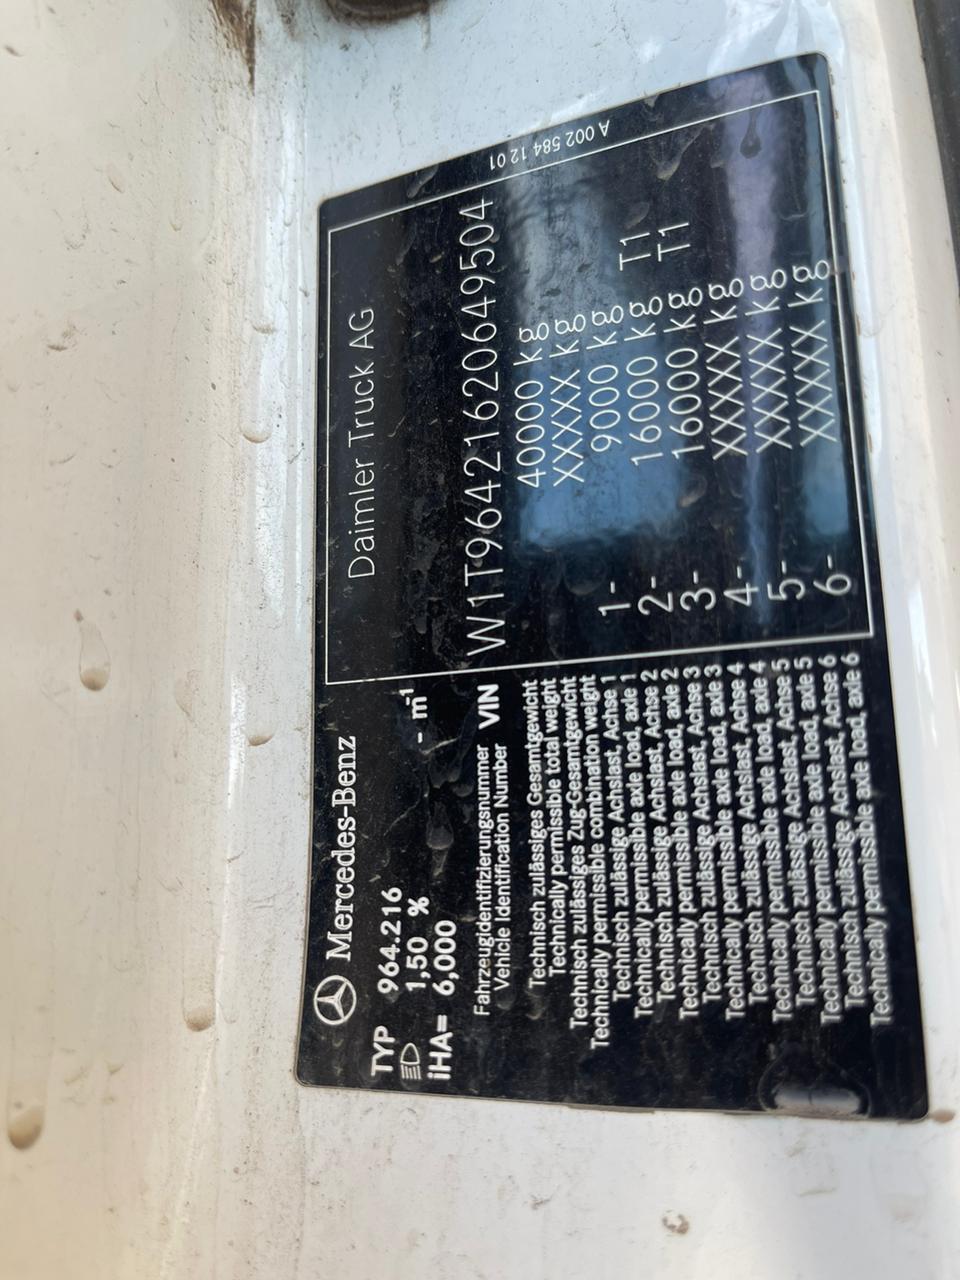 Mercedes-Benz
Daimler Truck AG
TYP 964.216
1,50 % - m-1
iHA= 6,000
Fahrzeugidentifizierungsnummer
Vehicle Identification Number VIN W1T96421620649504
Technisch zulässiges Gesamtgewicht
Technically permissible total weight 40000 kg
Technisch zulässiges Zug-Gesamtgewicht
Technically permissible combination weight XXXXX kg
Technisch zulässige Achslast, Achse 1
Technically permissible axle load, axle 1 1- 9000 kg
Technisch zulässige Achslast, Achse 2
Technically permissible axle load, axle 2 2- 16000 kg T1
Technisch zulässige Achslast, Achse 3
Technically permissible axle load, axle 3 3- 16000 kg T1
Technisch zulässige Achslast, Achse 4
Technically permissible axle load, axle 4 4- XXXXX kg
Technisch zulässige Achslast, Achse 5
Technically permissible axle load, axle 5 5- XXXXX kg
Technisch zulässige Achslast, Achse 6
Technically permissible axle load, axle 6 6- XXXXX kg
A 002 584 12 01